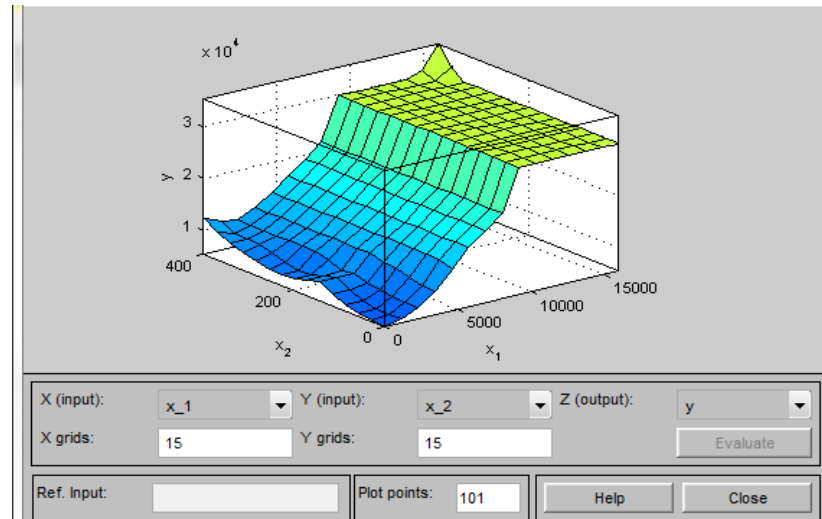 x 10⁴
3
2
1
y
400
200
0
x₂
0
5000
10000
15000
x₁
X (input): x_1 Y (input): x_2 Z (output): y
X grids: 15 Y grids: 15 Evaluate
Ref. Input: Plot points: 101 Help Close